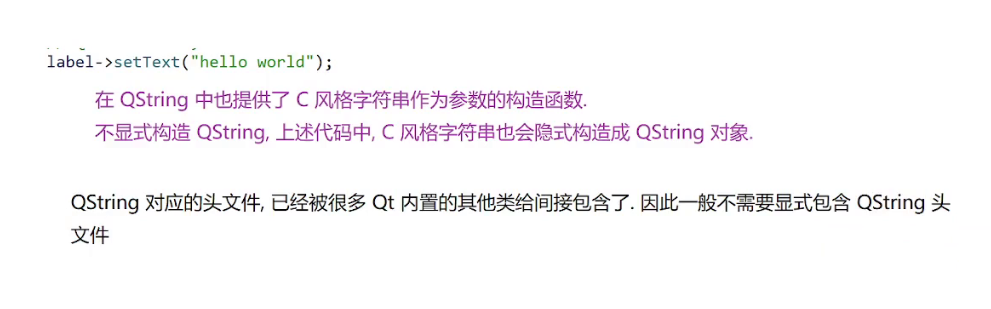 label->setText("hello world");
在 QString 中也提供了 C 风格字符串作为参数的构造函数.
不显式构造 QString, 上述代码中, C 风格字符串也会隐式构造成 QString 对象.
QString 对应的头文件, 已经被很多 Qt 内置的其他类给间接包含了. 因此一般不需要显式包含 QString 头
文件